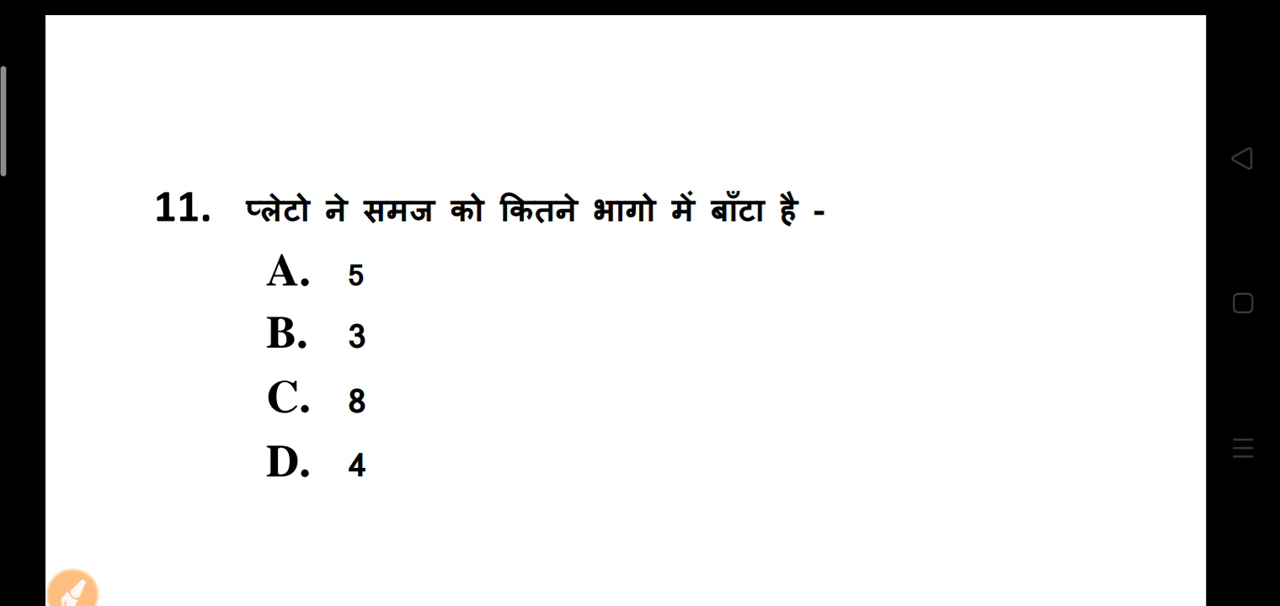 11. प्लेटो ने समज को कितने भागो में बाँटा है -
A. 5
B. 3
C. 8
D. 4